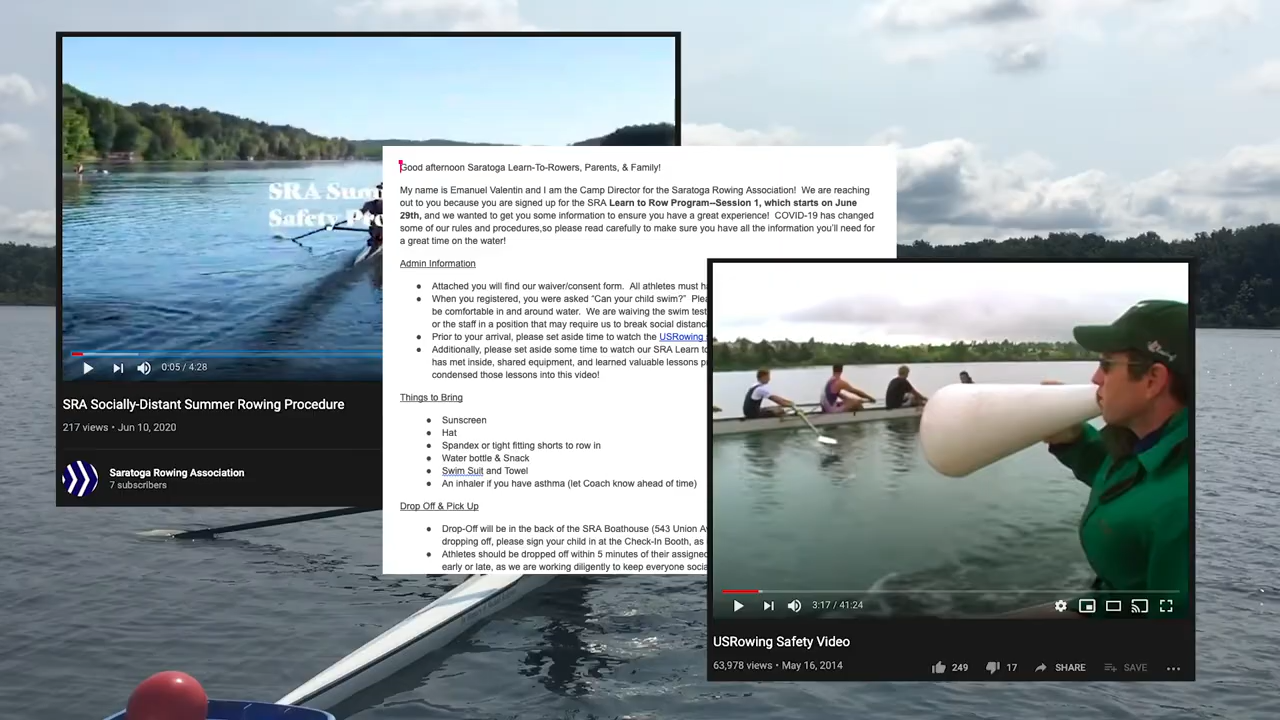 SRA Sum
Safety Pro
0:05 / 4:28
SRA Socially-Distant Summer Rowing Procedure
217 views • Jun 10, 2020
Saratoga Rowing Association
7 subscribers
Good afternoon Saratoga Learn-To-Rowers, Parents, & Family!
My name is Emanuel Valentin and I am the Camp Director for the Saratoga Rowing Association! We are reaching
out to you because you are signed up for the SRA Learn to Row Program--Session 1, which starts on June
29th, and we wanted to get you some information to ensure you have a great experience! COVID-19 has changed
some of our rules and procedures,so please read carefully to make sure you have all the information you'll need for
a great time on the water!
Admin Information
● Attached you will find our waiver/consent form. All athletes must h
● When you registered, you were asked “Can your child swim?” Plea
be comfortable in and around water. We are waiving the swim test
or the staff in a position that may require us to break social distanc
● Prior to your arrival, please set aside time to watch the USRowing
● Additionally, please set aside some time to watch our SRA Learn to
has met inside, shared equipment, and learned valuable lessons p
condensed those lessons into this video!
Things to Bring
● Sunscreen
● Hat
● Spandex or tight fitting shorts to row in
● Water bottle & Snack
● Swim Suit and Towel
● An inhaler if you have asthma (let Coach know ahead of time)
Drop Off & Pick Up
● Drop-Off will be in the back of the SRA Boathouse (543 Union Av
dropping off, please sign your child in at the Check-In Booth, as
● Athletes should be dropped off within 5 minutes of their assigned
early or late, as we are working diligently to keep everyone socia
3:17 / 41:24
USRowing Safety Video
63,978 views • May 16, 2014
249 17 SHARE SAVE